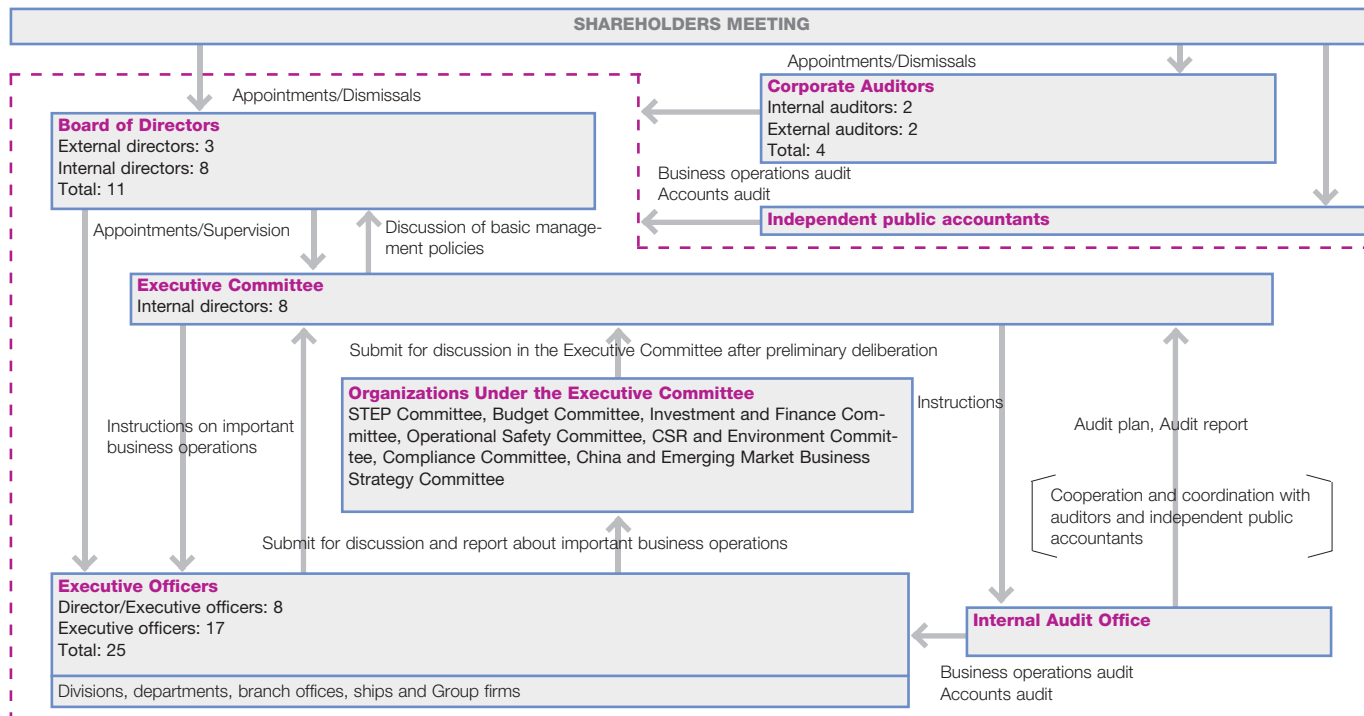 SHAREHOLDERS MEETING
Appointments/Dismissals
Appointments/Dismissals
Corporate Auditors
Internal auditors: 2
External auditors: 2
Total: 4
Board of Directors
External directors: 3
Internal directors: 8
Total: 11
Business operations audit
Accounts audit
Independent public accountants
Appointments/Supervision
Discussion of basic manage-
ment policies
Executive Committee
Internal directors: 8
Submit for discussion in the Executive Committee after preliminary deliberation
Organizations Under the Executive Committee
STEP Committee, Budget Committee, Investment and Finance Com-
mittee, Operational Safety Committee, CSR and Environment Commit-
tee, Compliance Committee, China and Emerging Market Business
Strategy Committee
Instructions
Instructions on important
business operations
Audit plan, Audit report
Cooperation and coordination with
auditors and independent public
accountants
Submit for discussion and report about important business operations
Executive Officers
Director/Executive officers: 8
Executive officers: 17
Total: 25
Divisions, departments, branch offices, ships and Group firms
Internal Audit Office
Business operations audit
Accounts audit